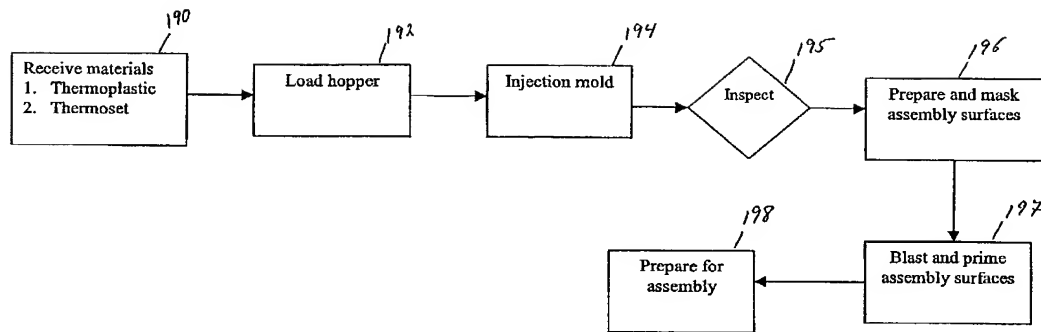 190
Receive materials
1. Thermoplastic
2. Thermoset
192
Load hopper
194
Injection mold
195
Inspect
196
Prepare and mask
assembly surfaces
197
Blast and prime
assembly surfaces
198
Prepare for
assembly